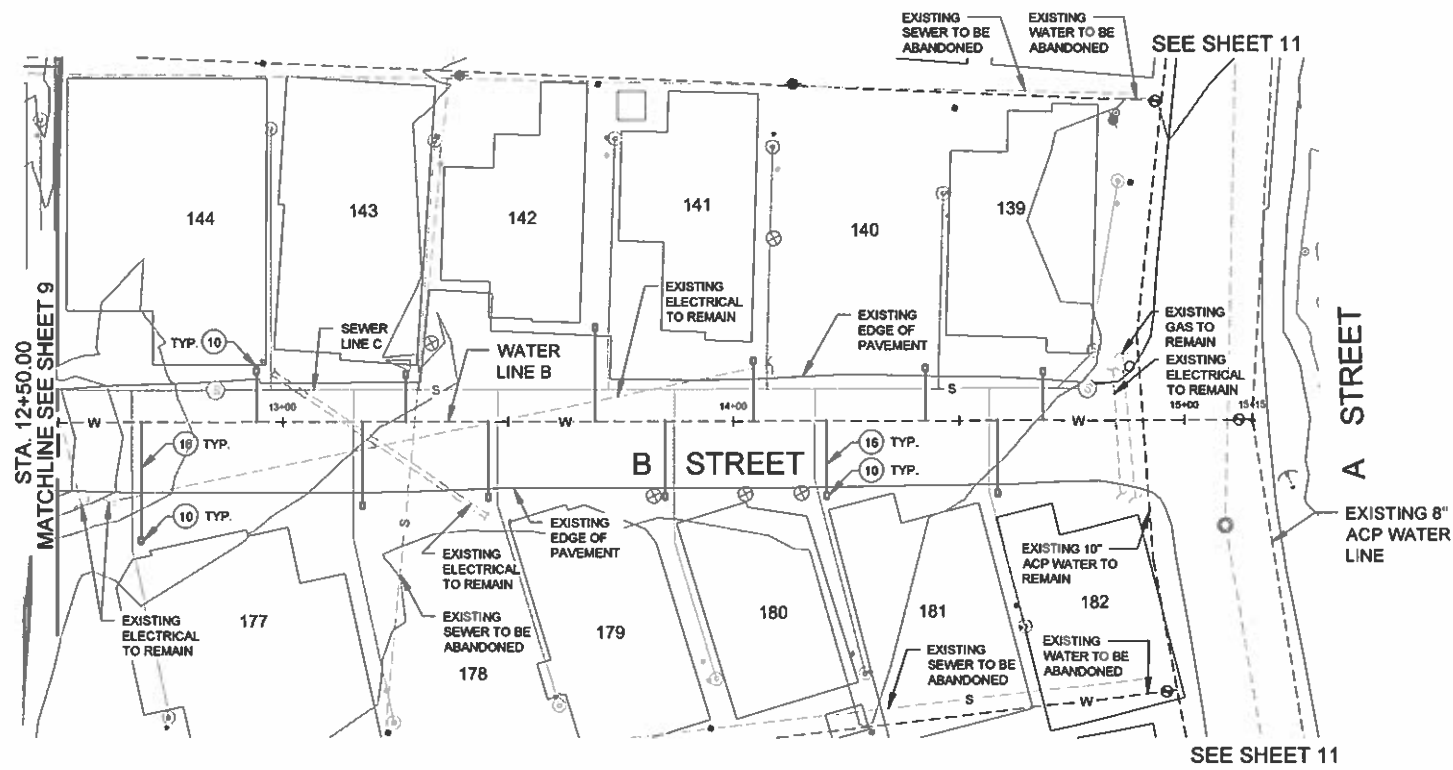 EXISTING
SEWER TO BE
ABANDONED
EXISTING
WATER TO BE
ABANDONED
SEE SHEET 11
144
143
142
141
140
139
STA. 12+50.00
MATCHLINE SEE SHEET 9
TYP. 10
SEWER
LINE C
WATER
LINE B
EXISTING
ELECTRICAL
TO REMAIN
EXISTING
EDGE OF
PAVEMENT
EXISTING
GAS TO
REMAIN
EXISTING
ELECTRICAL
TO REMAIN
S
S
S
13+00
14+00
15+00
15+15
W
W
W
W
16 TYP.
10 TYP.
B STREET
16 TYP.
10 TYP.
A STREET
S
EXISTING
ELECTRICAL
TO REMAIN
177
EXISTING
ELECTRICAL
TO REMAIN
EXISTING
SEWER TO BE
ABANDONED
178
EXISTING
EDGE OF
PAVEMENT
179
180
181
EXISTING 10"
ACP WATER TO
REMAIN
182
EXISTING
SEWER TO BE
ABANDONED
EXISTING
WATER TO BE
ABANDONED
S
W
EXISTING 8"
ACP WATER
LINE
SEE SHEET 11